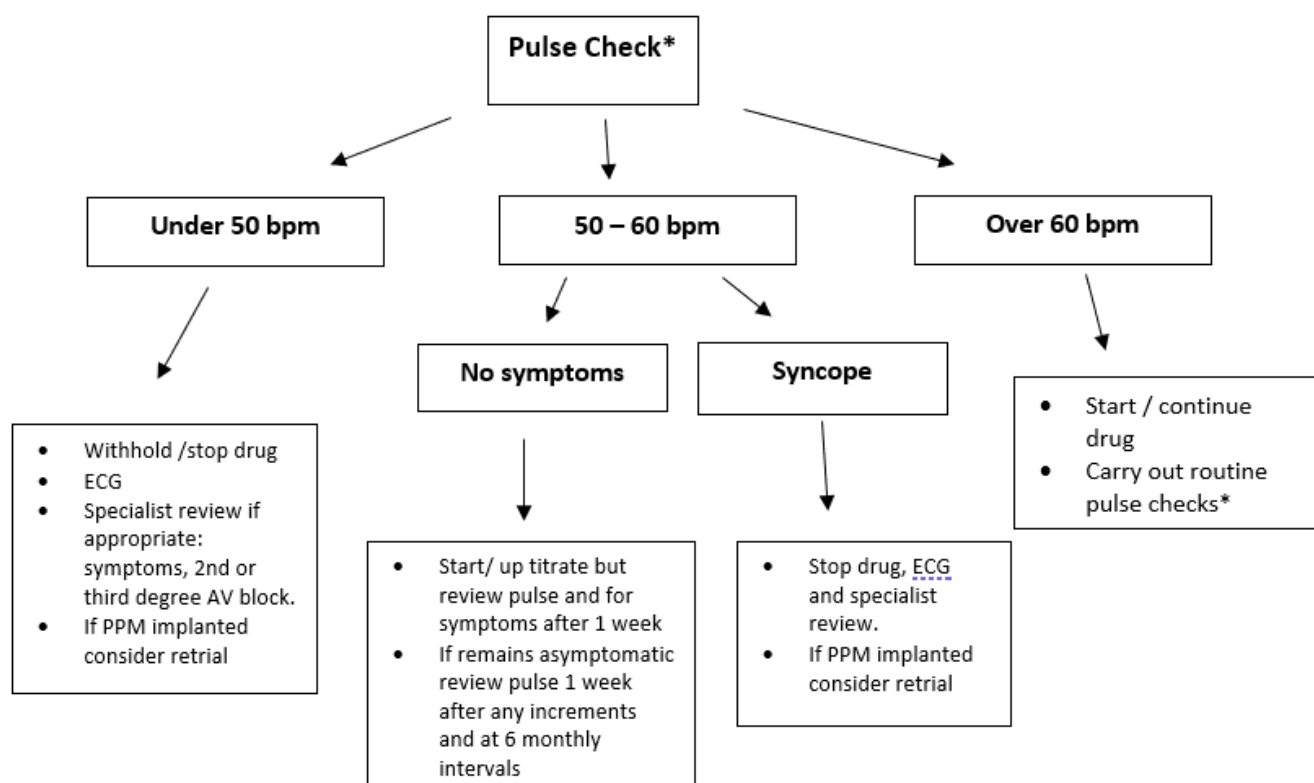 Pulse Check*
Under 50 bpm
50 – 60 bpm
Over 60 bpm
No symptoms
Syncope
• Withhold /stop drug
• ECG
• Specialist review if
appropriate:
symptoms, 2nd or
third degree AV block.
• If PPM implanted
consider retrial
• Start/ up titrate but
review pulse and for
symptoms after 1 week
• If remains asymptomatic
review pulse 1 week
after any increments
and at 6 monthly
intervals
• Stop drug, ECG
and specialist
review.
• If PPM implanted
consider retrial
• Start / continue
drug
• Carry out routine
pulse checks*